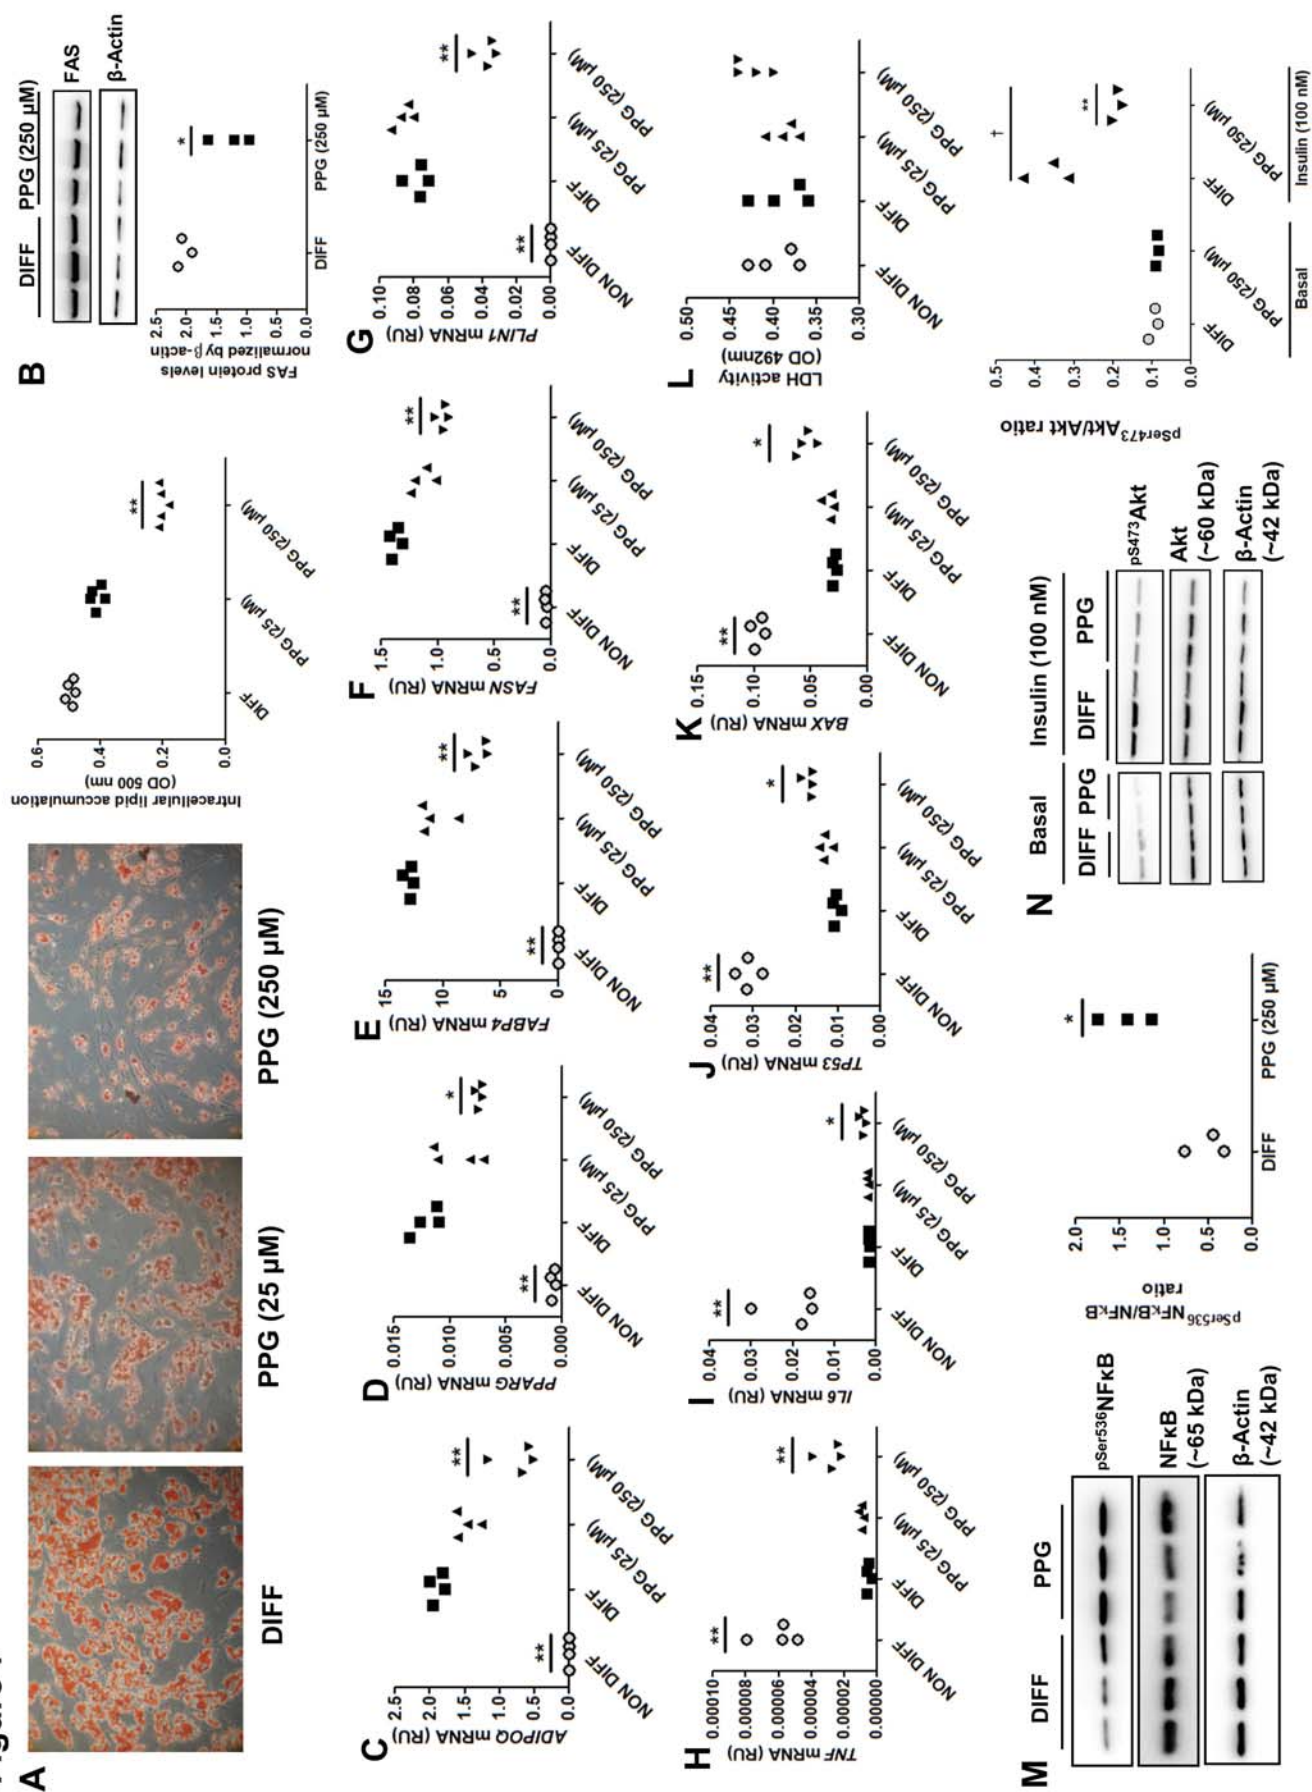 A
DIFF
PPG (25 µM)
PPG (250 µM)
Intracellular lipid accumulation
(OD 500 nm)
0.6
0.4
0.2
0.0
DIFF
PPG (25 µM)
PPG (250 µM)
**
B
DIFF
PPG (250 µM)
FAS
β-Actin
FAS protein levels
normalized by β-actin
2.5
2.0
1.5
1.0
0.5
0.0
DIFF
PPG (250 µM)
*
C
ADIPOQ mRNA (RU)
2.5
2.0
1.5
1.0
0.5
0.0
**
**
NON DIFF
DIFF
PPG (25 µM)
PPG (250 µM)
D
PPARG mRNA (RU)
0.015
0.010
0.005
0.000
**
*
NON DIFF
DIFF
PPG (25 µM)
PPG (250 µM)
E
FABP4 mRNA (RU)
15
10
5
0
**
**
NON DIFF
DIFF
PPG (25 µM)
PPG (250 µM)
F
FASN mRNA (RU)
1.5
1.0
0.5
0.0
**
**
NON DIFF
DIFF
PPG (25 µM)
PPG (250 µM)
G
PLIN1 mRNA (RU)
0.10
0.08
0.06
0.04
0.02
0.00
**
**
NON DIFF
DIFF
PPG (25 µM)
PPG (250 µM)
H
TNF mRNA (RU)
0.00010
0.00008
0.00006
0.00004
0.00002
0.00000
**
**
NON DIFF
DIFF
PPG (25 µM)
PPG (250 µM)
I
IL6 mRNA (RU)
0.04
0.03
0.02
0.01
0.00
**
*
NON DIFF
DIFF
PPG (25 µM)
PPG (250 µM)
J
TP53 mRNA (RU)
0.04
0.03
0.02
0.01
0.00
**
*
NON DIFF
DIFF
PPG (25 µM)
PPG (250 µM)
K
BAX mRNA (RU)
0.15
0.10
0.05
0.00
**
*
NON DIFF
DIFF
PPG (25 µM)
PPG (250 µM)
L
LDH activity
(OD 492nm)
0.50
0.45
0.40
0.35
0.30
NON DIFF
DIFF
PPG (25 µM)
PPG (250 µM)
M
DIFF
PPG
pSer536NFκB
NFκB
(~65 kDa)
β-Actin
(~42 kDa)
pSer536NFκB/NFκB
ratio
2.0
1.5
1.0
0.5
0.0
DIFF
PPG (250 µM)
*
N
Basal
Insulin (100 nM)
DIFF
PPG
DIFF
PPG
pS473Akt
Akt
(~60 kDa)
β-Actin
(~42 kDa)
pSer473Akt/Akt ratio
0.5
0.4
0.3
0.2
0.1
0.0
†
**
DIFF
PPG (250 µM)
DIFF
PPG (250 µM)
Basal
Insulin (100 nM)